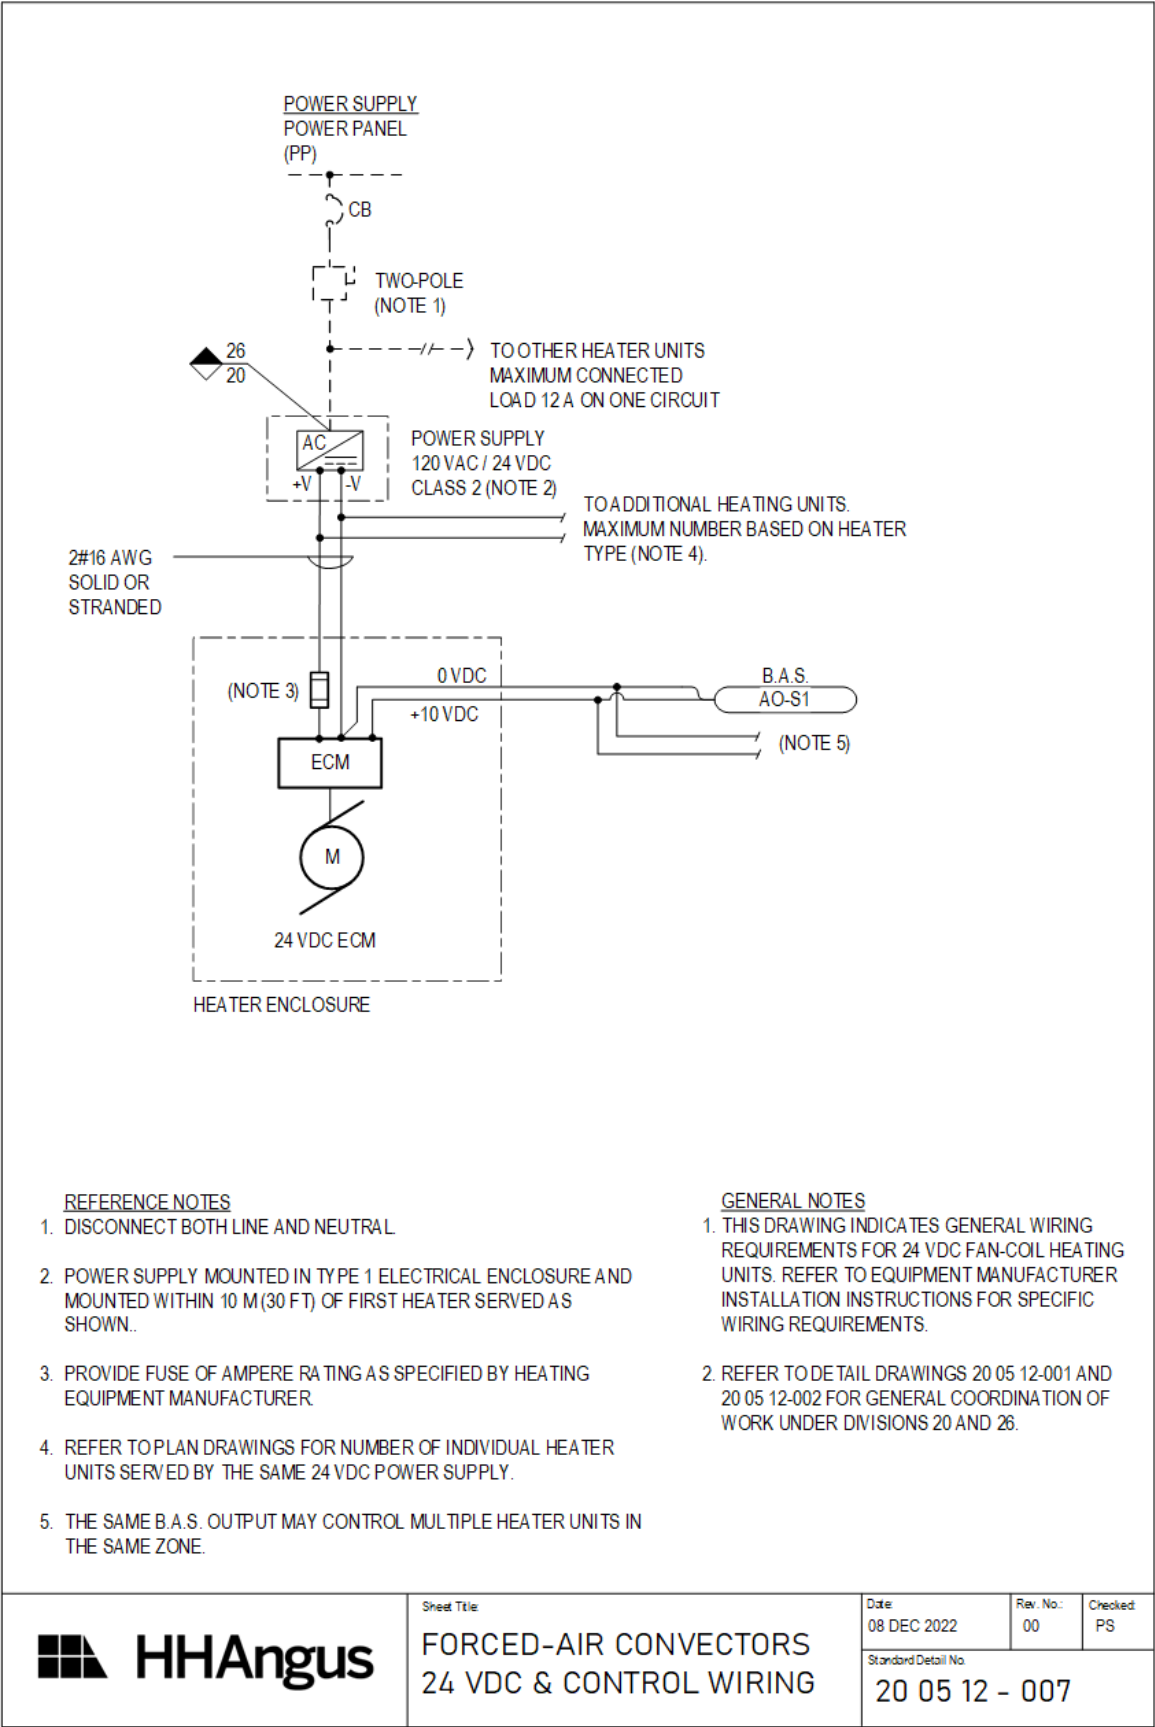 POWER SUPPLY
POWER PANEL
(PP)
CB
TWO-POLE
(NOTE 1)
26
20
TO OTHER HEATER UNITS
MAXIMUM CONNECTED
LOAD 12 A ON ONE CIRCUIT
AC
+V
-V
POWER SUPPLY
120 VAC / 24 VDC
CLASS 2 (NOTE 2)
TO ADDITIONAL HEATING UNITS.
MAXIMUM NUMBER BASED ON HEATER
TYPE (NOTE 4).
2#16 AWG
SOLID OR
STRANDED
(NOTE 3)
0 VDC
+10 VDC
B.A.S.
AO-S1
(NOTE 5)
ECM
M
24 VDC ECM
HEATER ENCLOSURE
REFERENCE NOTES
1. DISCONNECT BOTH LINE AND NEUTRAL.
2. POWER SUPPLY MOUNTED IN TYPE 1 ELECTRICAL ENCLOSURE AND
MOUNTED WITHIN 10 M (30 FT) OF FIRST HEATER SERVED AS
SHOWN..
3. PROVIDE FUSE OF AMPERE RATING AS SPECIFIED BY HEATING
EQUIPMENT MANUFACTURER.
4. REFER TO PLAN DRAWINGS FOR NUMBER OF INDIVIDUAL HEATER
UNITS SERVED BY THE SAME 24 VDC POWER SUPPLY.
5. THE SAME B.A.S. OUTPUT MAY CONTROL MULTIPLE HEATER UNITS IN
THE SAME ZONE.
GENERAL NOTES
1. THIS DRAWING INDICATES GENERAL WIRING
REQUIREMENTS FOR 24 VDC FAN-COIL HEATING
UNITS. REFER TO EQUIPMENT MANUFACTURER
INSTALLATION INSTRUCTIONS FOR SPECIFIC
WIRING REQUIREMENTS.
2. REFER TO DETAIL DRAWINGS 20 05 12-001 AND
20 05 12-002 FOR GENERAL COORDINATION OF
WORK UNDER DIVISIONS 20 AND 26.
HHAngus
Sheet Title:
FORCED-AIR CONVECTORS
24 VDC & CONTROL WIRING
Date:
08 DEC 2022
Rev. No.:
00
Checked:
PS
Standard Detail No.
20 05 12 - 007